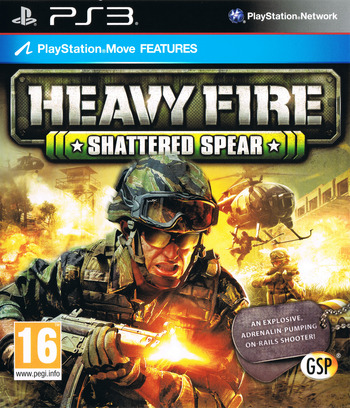 PS3
PlayStation®Network
PlayStation®Move FEATURES
HEAVY FIRE
SHATTERED SPEAR
AN EXPLOSIVE,
ADRENALIN-PUMPING
ON-RAILS SHOOTER!
16
www.pegi.info
GSP